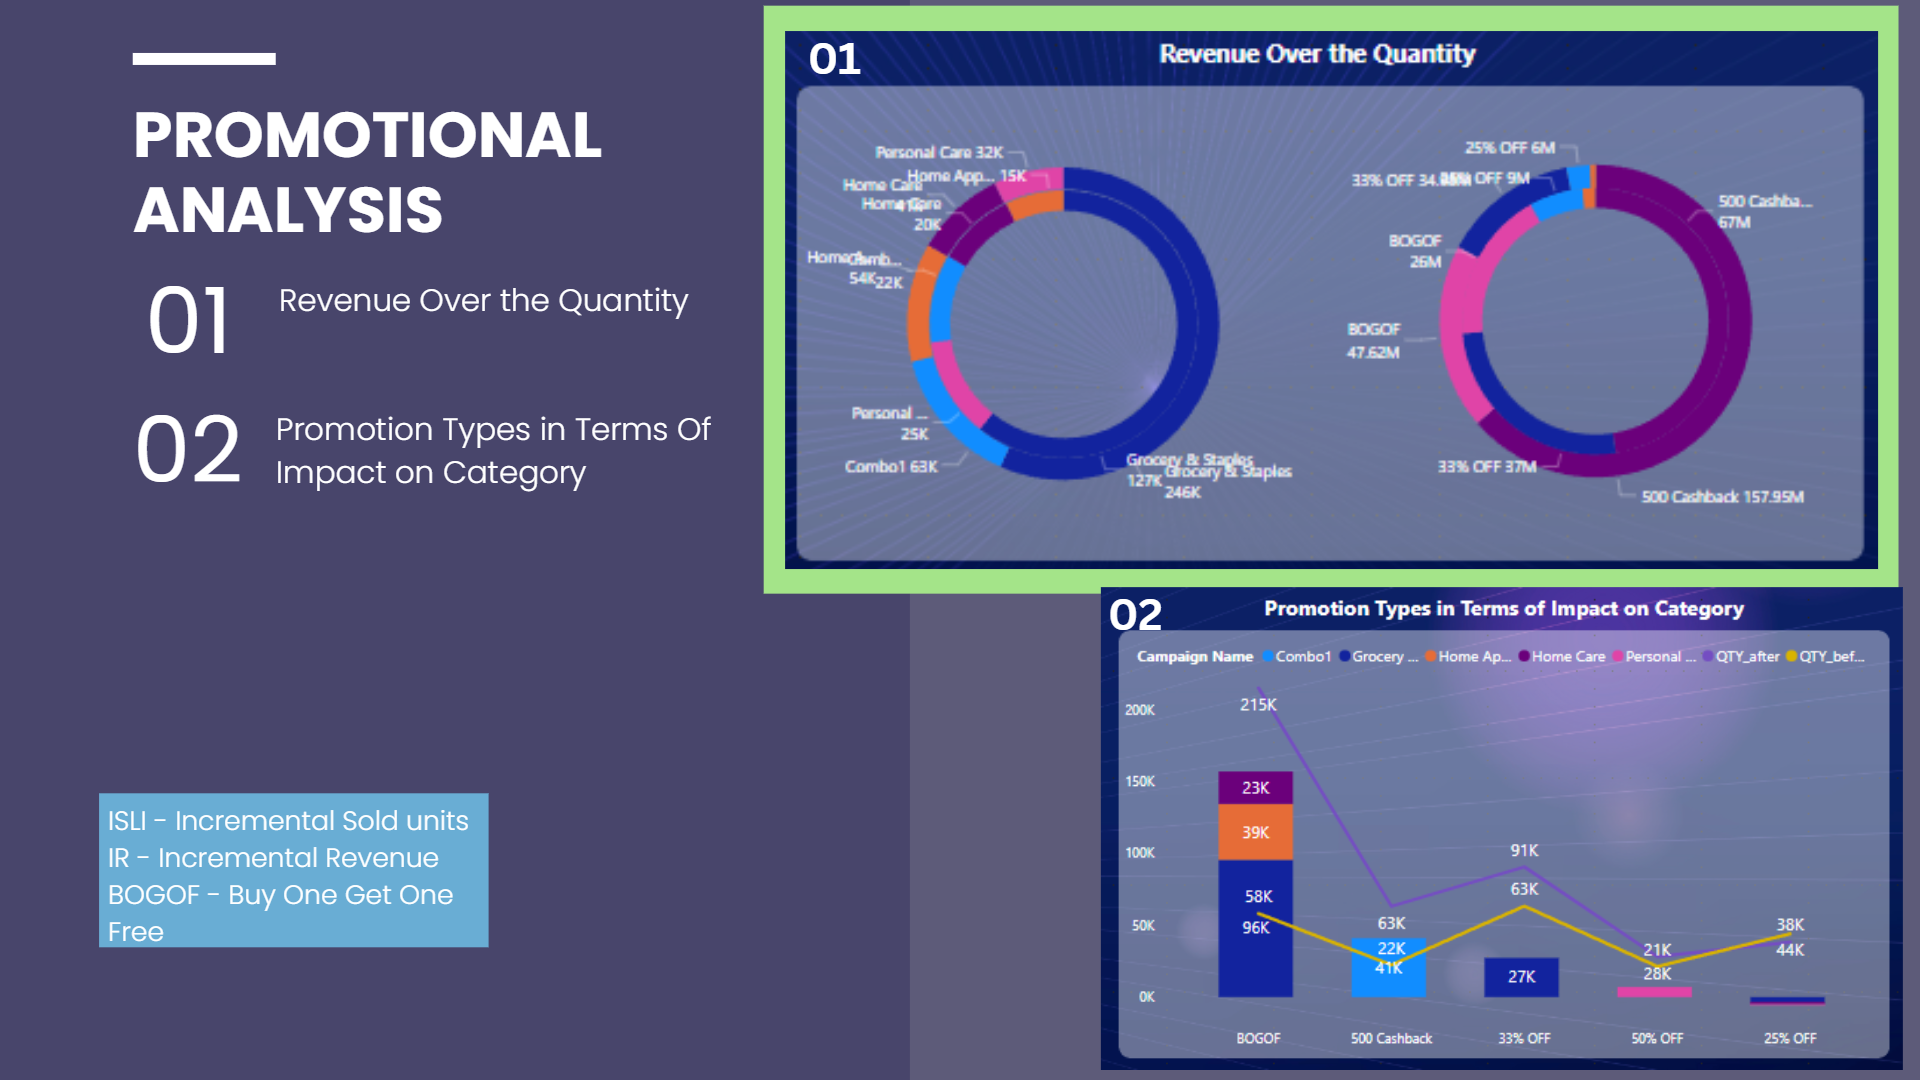 PROMOTIONAL
ANALYSIS
01
Revenue Over the Quantity
02
Promotion Types in Terms Of
Impact on Category
ISLI - Incremental Sold units
IR - Incremental Revenue
BOGOF - Buy One Get One
Free
01
Revenue Over the Quantity
Personal Care 32K
Home App... 15K
Home Care
Home Care
20K
54K
22K
Personal ...
25K
Combo1 63K
Grocery & Staples
127K
Grocery & Staples
246K
25% OFF 6M
33% OFF
OFF 9M
500 Cashba...
67M
BOGOF
26M
BOGOF
47.62M
33% OFF 37M
500 Cashback 157.95M
02
Promotion Types in Terms of Impact on Category
Campaign Name Combo1 Grocery ... Home Ap... Home Care Personal ... QTY_after QTY_bef...
200K
150K
100K
50K
0K
215K
23K
39K
58K
96K
63K
22K
41K
91K
63K
27K
21K
28K
38K
44K
BOGOF
500 Cashback
33% OFF
50% OFF
25% OFF